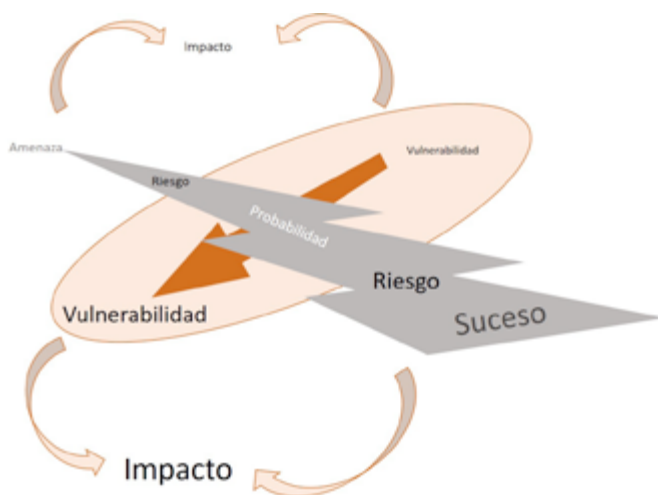 Impacto
Amenaza
Vulnerabilidad
Riesgo
Probabilidad
Riesgo
Vulnerabilidad
Suceso
Impacto